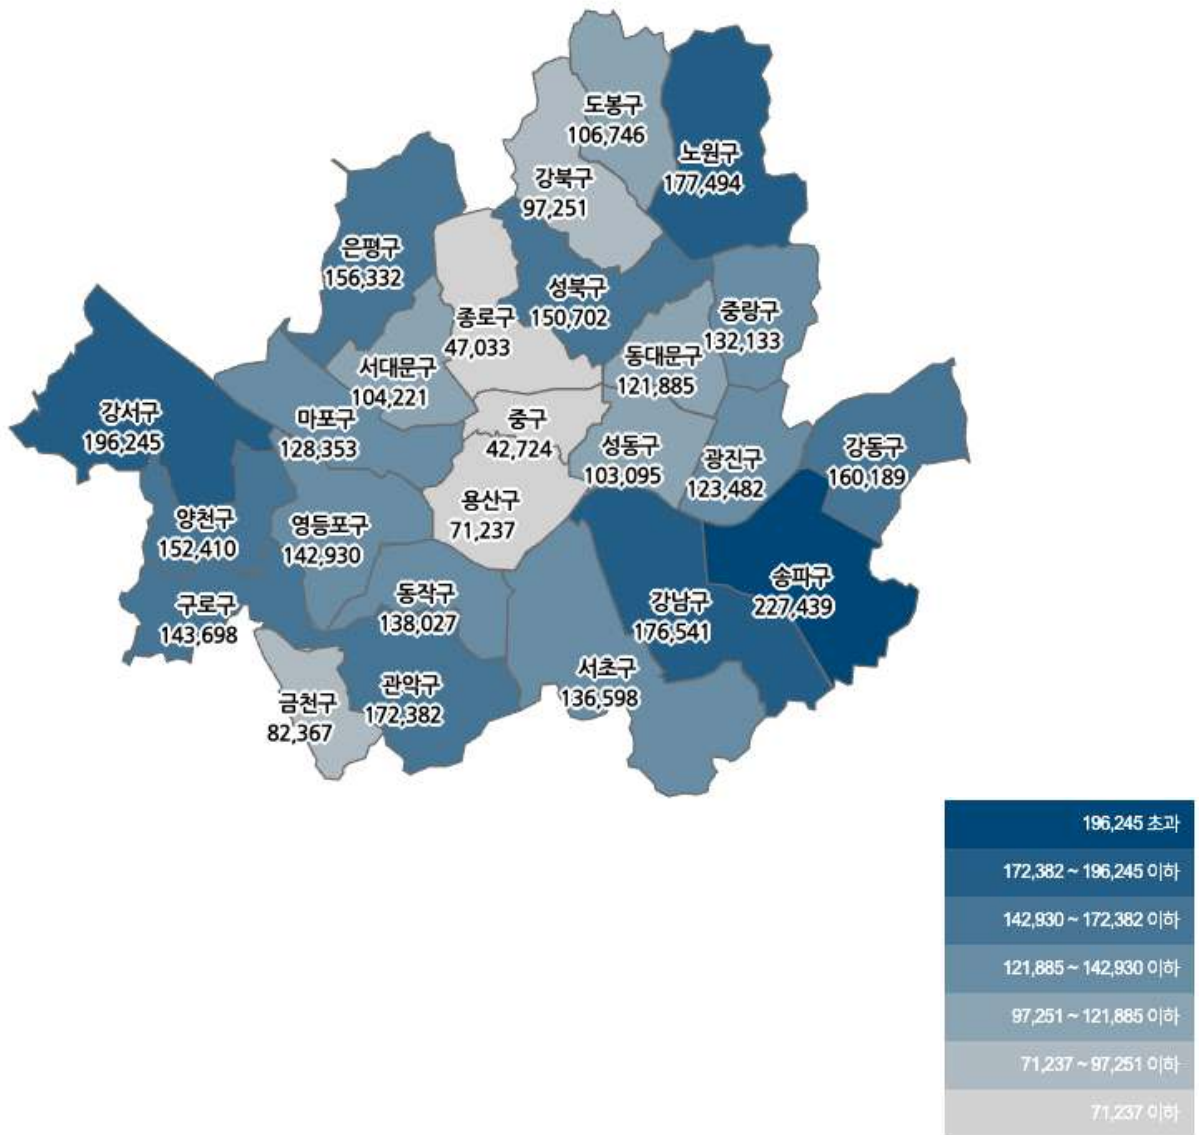 도봉구
106,746
노원구
177,494
강북구
97,251
은평구
156,332
성북구
150,702
중랑구
132,133
종로구
47,033
동대문구
121,885
서대문구
104,221
강서구
196,245
마포구
128,353
중구
42,724
성동구
103,095
광진구
123,482
강동구
160,189
용산구
71,237
양천구
152,410
영등포구
142,930
구로구
143,698
동작구
138,027
강남구
176,541
송파구
227,439
서초구
136,598
금천구
82,367
관악구
172,382
196,245 초과
172,382 ~ 196,245 이하
142,930 ~ 172,382 이하
121,885 ~ 142,930 이하
97,251 ~ 121,885 이하
71,237 ~ 97,251 이하
71,237 이하